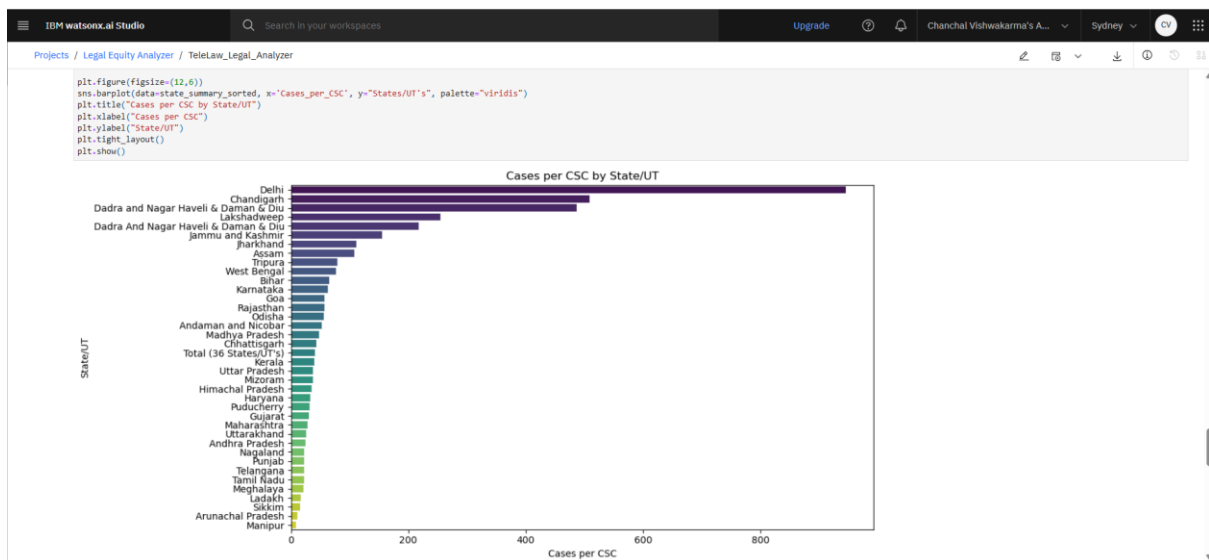 IBM watsonx.ai Studio Search in your workspaces Upgrade Chanchal Vishwakarma's A... Sydney CV
Projects / Legal Equity Analyzer / TeleLaw_Legal_Analyzer
plt.figure(figsize=(12,6))
sns.barplot(data=state_summary_sorted, x='Cases_per_CSC', y="States/UT's", palette="viridis")
plt.title("Cases per CSC by State/UT")
plt.xlabel("Cases per CSC")
plt.ylabel("State/UT")
plt.tight_layout()
plt.show()
Cases per CSC by State/UT
Delhi
Chandigarh
Dadra and Nagar Haveli & Daman & Diu
Lakshadweep
Dadra And Nagar Haveli & Daman & Diu
Jammu and Kashmir
Jharkhand
Assam
Tripura
West Bengal
Bihar
Karnataka
Goa
Rajasthan
Odisha
Andaman and Nicobar
Madhya Pradesh
Chhattisgarh
Total (36 States/UT's)
Kerala
Uttar Pradesh
Mizoram
Himachal Pradesh
Haryana
Puducherry
Gujarat
Maharashtra
Uttarakhand
Andhra Pradesh
Nagaland
Punjab
Telangana
Tamil Nadu
Meghalaya
Ladakh
Sikkim
Arunachal Pradesh
Manipur
State/UT
0 200 400 600 800
Cases per CSC